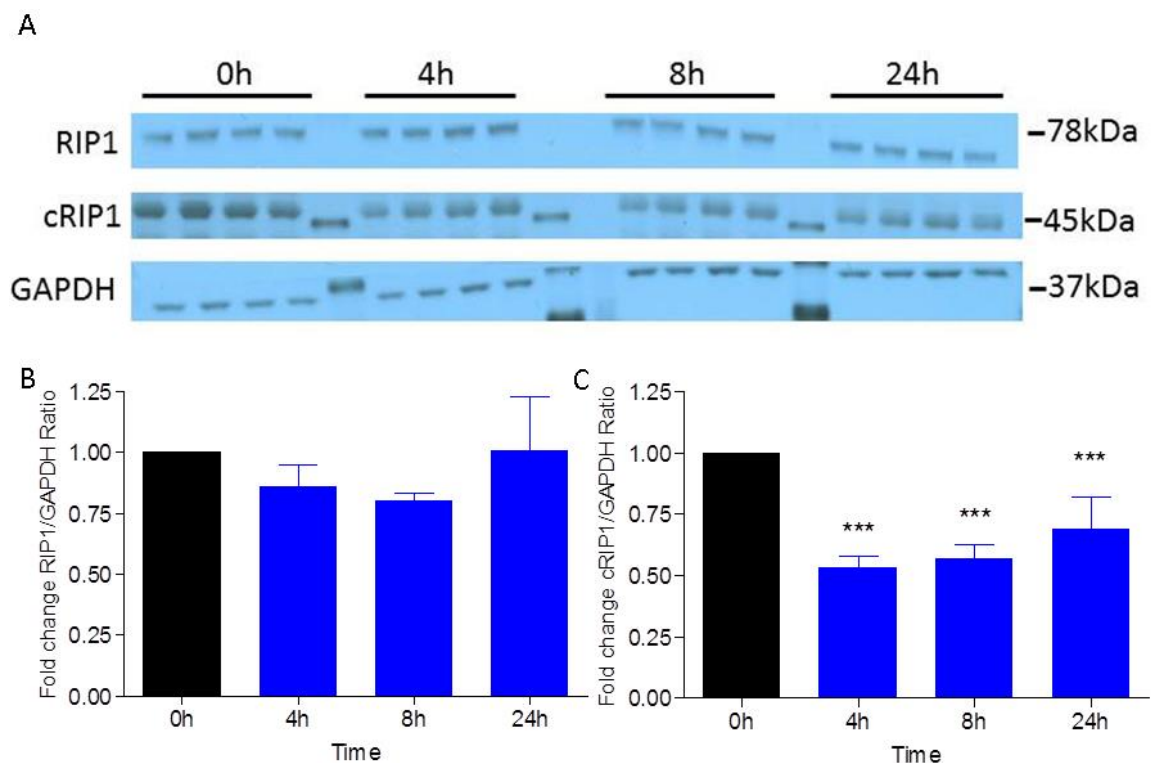 A
0h 4h 8h 24h
RIP1 –78kDa
cRIP1 –45kDa
GAPDH –37kDa
B
Fold change RIP1/GAPDH Ratio
1.25
1.00
0.75
0.50
0.25
0.00
0h 4h 8h 24h
Time
C
Fold change cRIP1/GAPDH Ratio
1.25
1.00
0.75
0.50
0.25
0.00
*** *** ***
0h 4h 8h 24h
Time